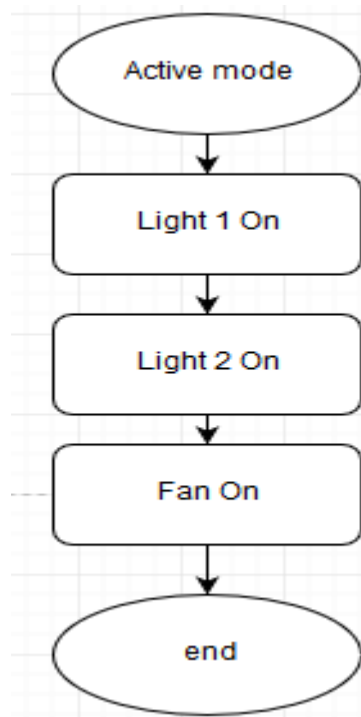 Active mode
Light 1 On
Light 2 On
Fan On
end